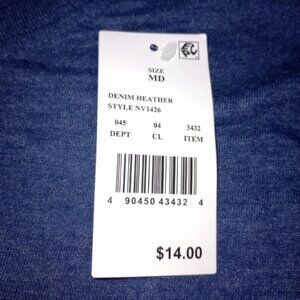 SIZE
MD
DENIM HEATHER
STYLE NV1426
045 04 3432
DEPT CL ITEM
4 90450 43432 4
$14.00